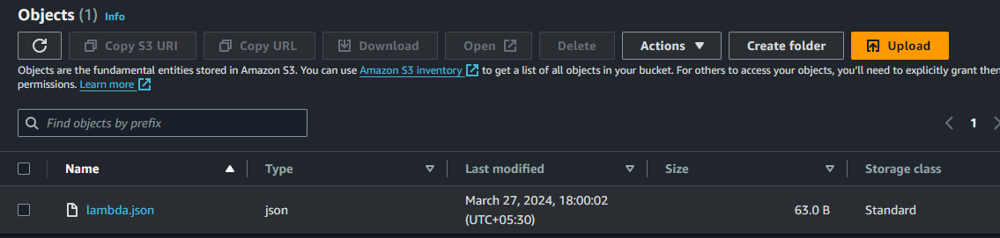 Objects (1) Info
Copy S3 URI Copy URL Download Open Delete Actions Create folder Upload
Objects are the fundamental entities stored in Amazon S3. You can use Amazon S3 inventory to get a list of all objects in your bucket. For others to access your objects, you'll need to explicitly grant
permissions. Learn more
Find objects by prefix
1
Name Type Last modified Size Storage class
lambda.json json March 27, 2024, 18:00:02 63.0 B Standard
(UTC+05:30)